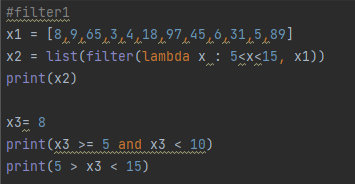 #filter1
x1 = [8,9,65,3,4,18,97,45,6,31,5,89]
x2 = list(filter(lambda x : 5<x<15, x1))
print(x2)
x3= 8
print(x3 >= 5 and x3 < 10)
print(5 > x3 < 15)